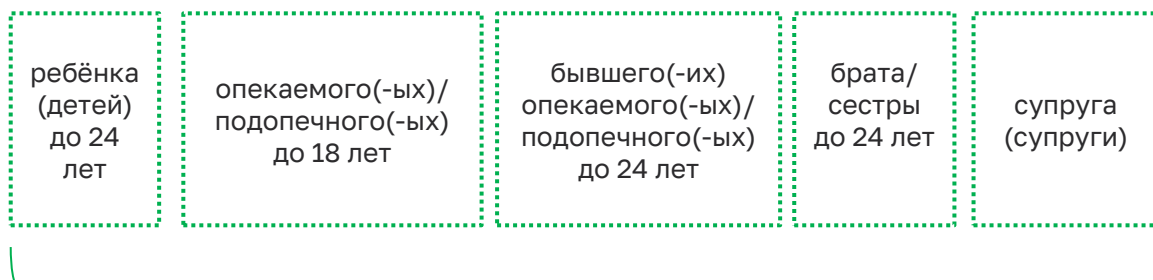 ребёнка
(детей)
до 24
лет
опекаемого(-ых)/
подопечного(-ых)
до 18 лет
бывшего(-их)
опекаемого(-ых)/
подопечного(-ых)
до 24 лет
брата/
сестры
до 24 лет
супруга
(супруги)